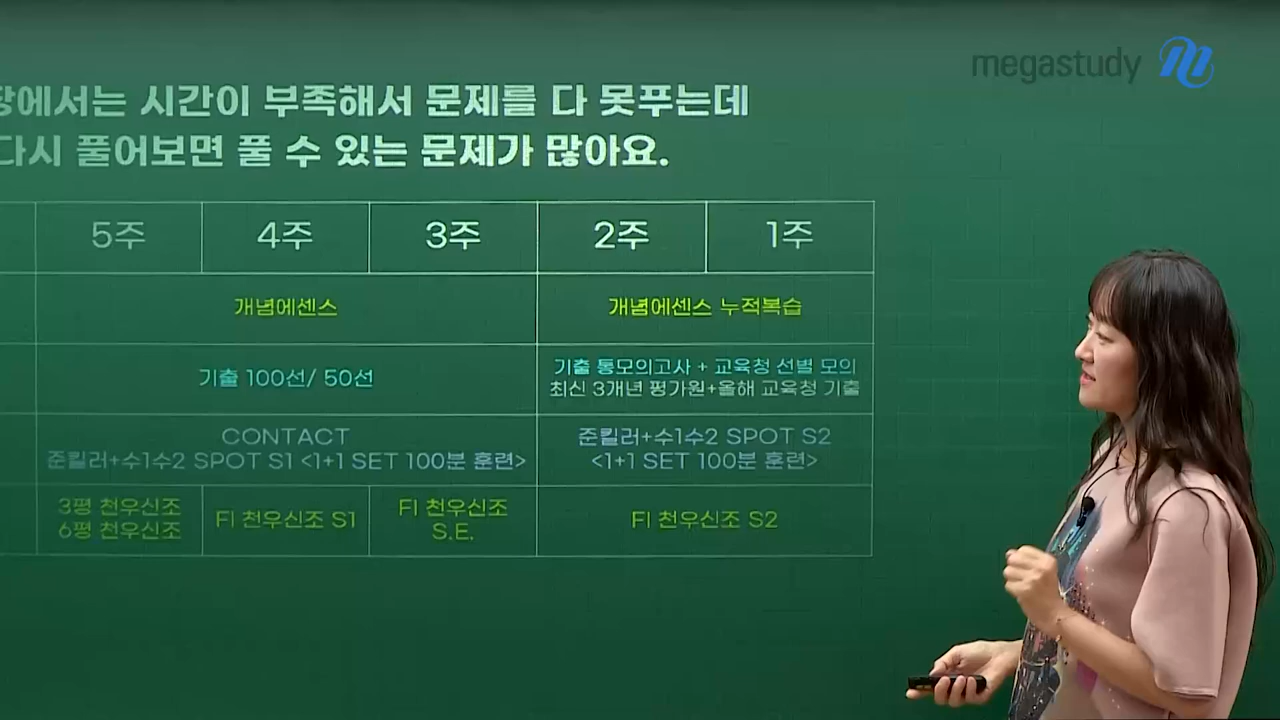 megastudy
장에서는 시간이 부족해서 문제를 다 못푸는데
다시 풀어보면 풀 수 있는 문제가 많아요.
5주 4주 3주 2주 1주
개념에센스 개념에센스 누적복습
기출 100선/ 50선
기출 통모의고사 + 교육청 선별 모의
최신 3개년 평가원+올해 교육청 기출
CONTACT
준킬러+수1수2 SPOT S1 <1+1 SET 100분 훈련>
준킬러+수1수2 SPOT S2
<1+1 SET 100분 훈련>
3평 천우신조
6평 천우신조
FI 천우신조 S1
FI 천우신조
S.E.
FI 천우신조 S2